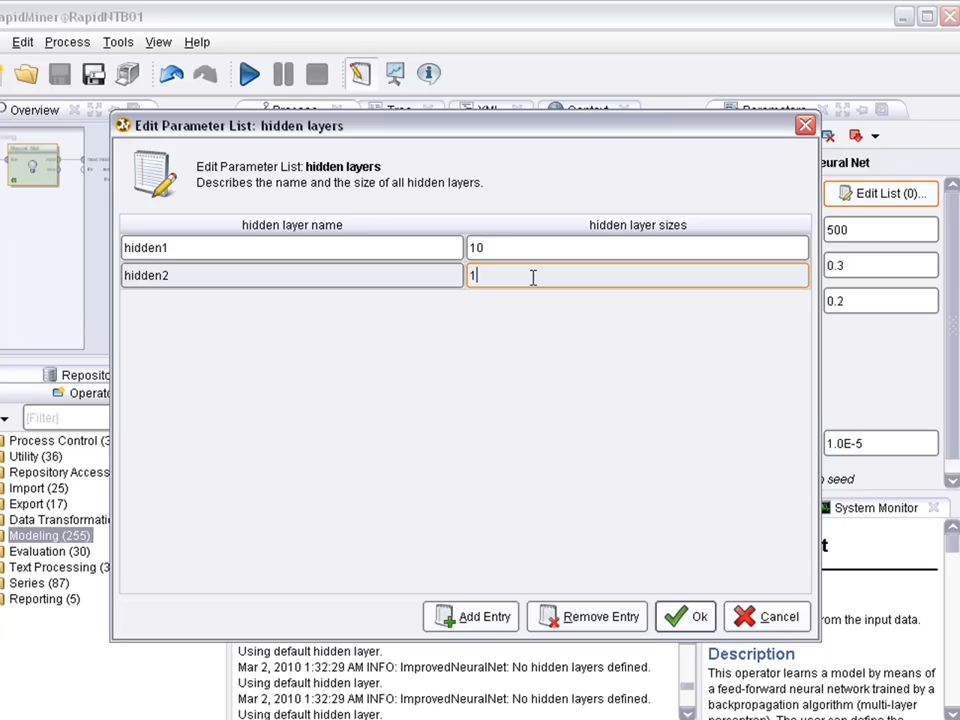 apidMiner@RapidNTB01
Edit Process Tools View Help
Overview
Process Tree XML Context Parameters
Edit Parameter List: hidden layers
Edit Parameter List: hidden layers
Describes the name and the size of all hidden layers.
hidden layer name hidden layer sizes
hidden1 10
hidden2 1
eural Net
Edit List (0)...
500
0.3
0.2
1.0E-5
seed
Reposito
Operato
[Filter]
Process Control (3
Utility (36)
Repository Access
Import (25)
Export (17)
Data Transformati
Modeling (255)
Evaluation (30)
Text Processing (3
Series (87)
Reporting (5)
Add Entry Remove Entry Ok Cancel
Using default hidden layer.
Mar 2, 2010 1:32:29 AM INFO: ImprovedNeuralNet: No hidden layers defined.
Using default hidden layer.
Mar 2, 2010 1:32:29 AM INFO: ImprovedNeuralNet: No hidden layers defined.
Using default hidden layer.
System Monitor
t
rom the input data.
Description
This operator learns a model by means of
a feed-forward neural network trained by a
backpropagation algorithm (multi-layer
perceptron). The user can define the